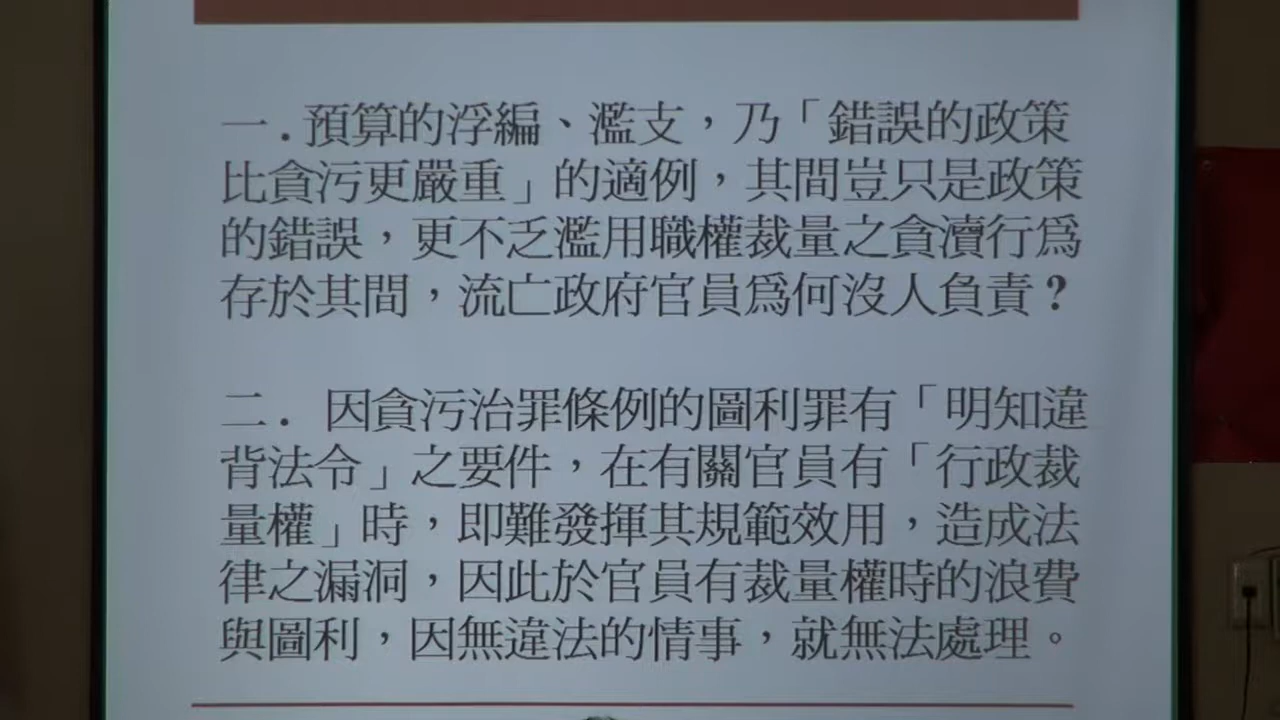 一.預算的浮編、濫支，乃「錯誤的政策
比貪污更嚴重」的適例，其間豈只是政策
的錯誤，更不乏濫用職權裁量之貪瀆行為
存於其間，流亡政府官員為何沒人負責？
二. 因貪污治罪條例的圖利罪有「明知違
背法令」之要件，在有關官員有「行政裁
量權」時，即難發揮其規範效用，造成法
律之漏洞，因此於官員有裁量權時的浪費
與圖利，因無違法的情事，就無法處理。